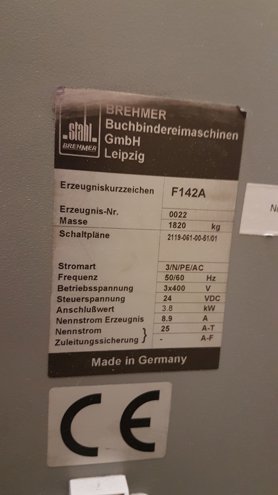 stahl
BREHMER
BREHMER
Buchbindereimaschinen
GmbH
Leipzig
Erzeugniskurzzeichen F142A
Erzeugnis-Nr. 0022
Masse 1820 kg
Schaltpläne 2119-061-00-61/01
Stromart 3/N/PE/AC
Frequenz 50/60 Hz
Betriebsspannung 3x400 V
Steuerspannung 24 VDC
Anschlußwert 3.8 kW
Nennstrom Erzeugnis 8.9 A
Nennstrom } 25 A-T
Zuleitungssicherung } - A-F
Made in Germany
CE